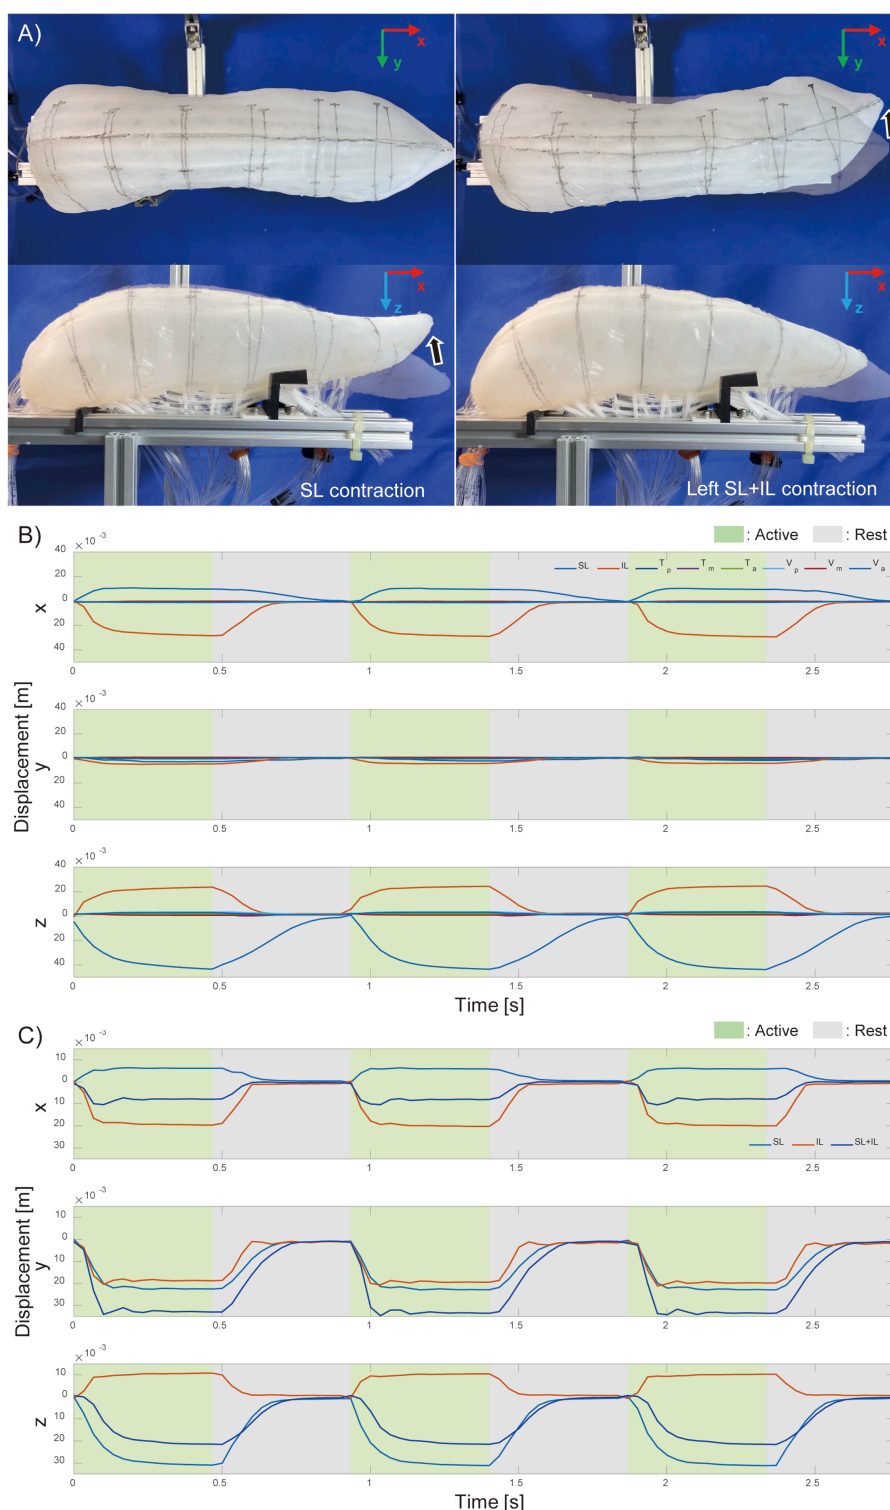 A)
x
y
x
y
x
z
x
z
SL contraction
Left SL+IL contraction
B)
: Active : Rest
× 10 -3
SL IL T p T m T a V p V m V a
40
20
0
20
40
x
0 0.5 1 1.5 2 2.5
× 10 -3
40
20
0
20
40
y
Displacement [m]
0 0.5 1 1.5 2 2.5
× 10 -3
40
20
0
20
40
z
0 0.5 1 1.5 2 2.5
Time [s]
C)
: Active : Rest
× 10 -3
10
0
10
20
30
x
SL IL SL+IL
0 0.5 1 1.5 2 2.5
× 10 -3
10
0
10
20
30
y
Displacement [m]
0 0.5 1 1.5 2 2.5
× 10 -3
10
0
10
20
30
z
0 0.5 1 1.5 2 2.5
Time [s]